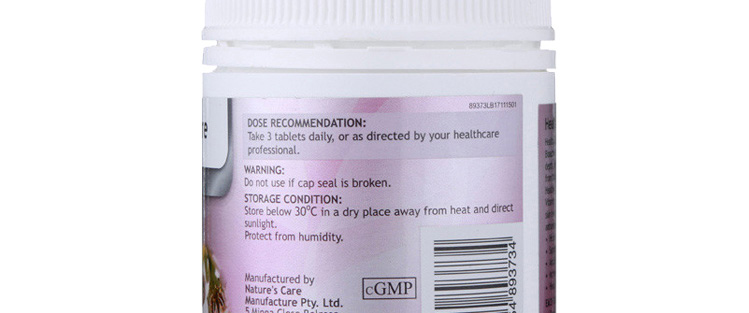 89373LB17111501
DOSE RECOMMENDATION:
Take 3 tablets daily, or as directed by your healthcare
professional.
WARNING:
Do not use if cap seal is broken.
STORAGE CONDITION:
Store below 30°C in a dry place away from heat and direct
sunlight.
Protect from humidity.
Manufactured by
Nature's Care
Manufacture Pty. Ltd.
cGMP